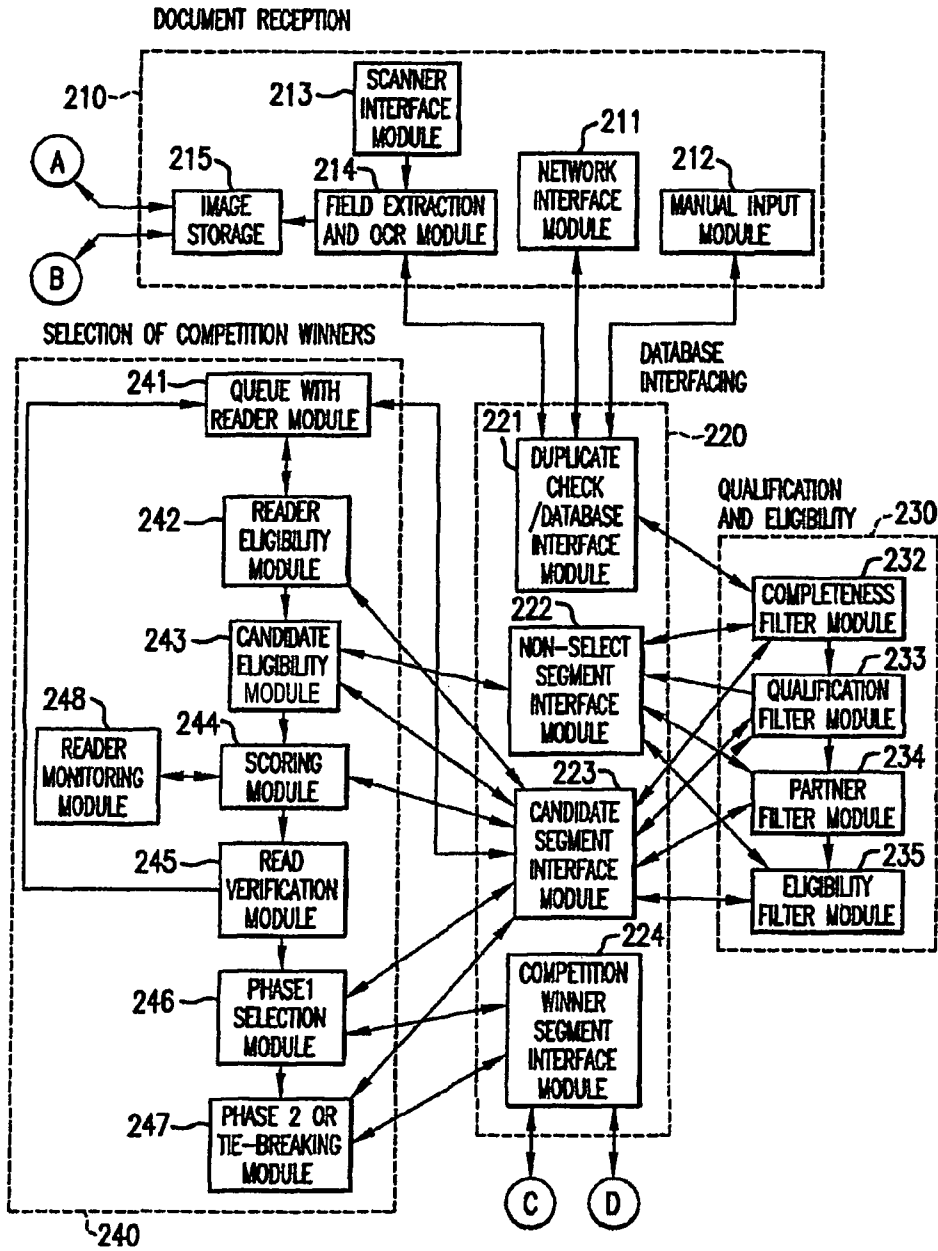 DOCUMENT RECEPTION
210
213
SCANNER
INTERFACE
MODULE
211
NETWORK
INTERFACE
MODULE
212
MANUAL INPUT
MODULE
A
215
IMAGE
STORAGE
214
FIELD EXTRACTION
AND OCR MODULE
B
SELECTION OF COMPETITION WINNERS
DATABASE
INTERFACING
241
QUEUE WITH
READER MODULE
242
READER
ELIGIBILITY
MODULE
243
CANDIDATE
ELIGIBILITY
MODULE
248
READER
MONITORING
MODULE
244
SCORING
MODULE
245
READ
VERIFICATION
MODULE
246
PHASE1
SELECTION
MODULE
247
PHASE 2 OR
TIE-BREAKING
MODULE
240
220
221
DUPLICATE
CHECK
/DATABASE
INTERFACE
MODULE
222
NON-SELECT
SEGMENT
INTERFACE
MODULE
223
CANDIDATE
SEGMENT
INTERFACE
MODULE
224
COMPETITION
WINNER
SEGMENT
INTERFACE
MODULE
C
D
QUALIFICATION
AND ELIGIBILITY
230
232
COMPLETENESS
FILTER MODULE
233
QUALIFICATION
FILTER MODULE
234
PARTNER
FILTER MODULE
235
ELIGIBILITY
FILTER MODULE